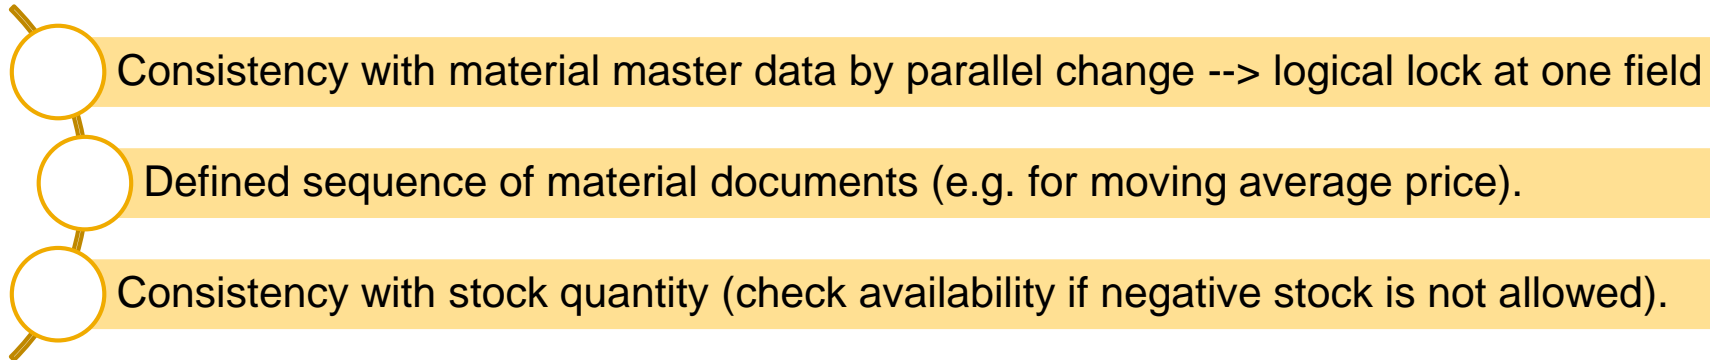 Consistency with material master data by parallel change --> logical lock at one field
Defined sequence of material documents (e.g. for moving average price).
Consistency with stock quantity (check availability if negative stock is not allowed).